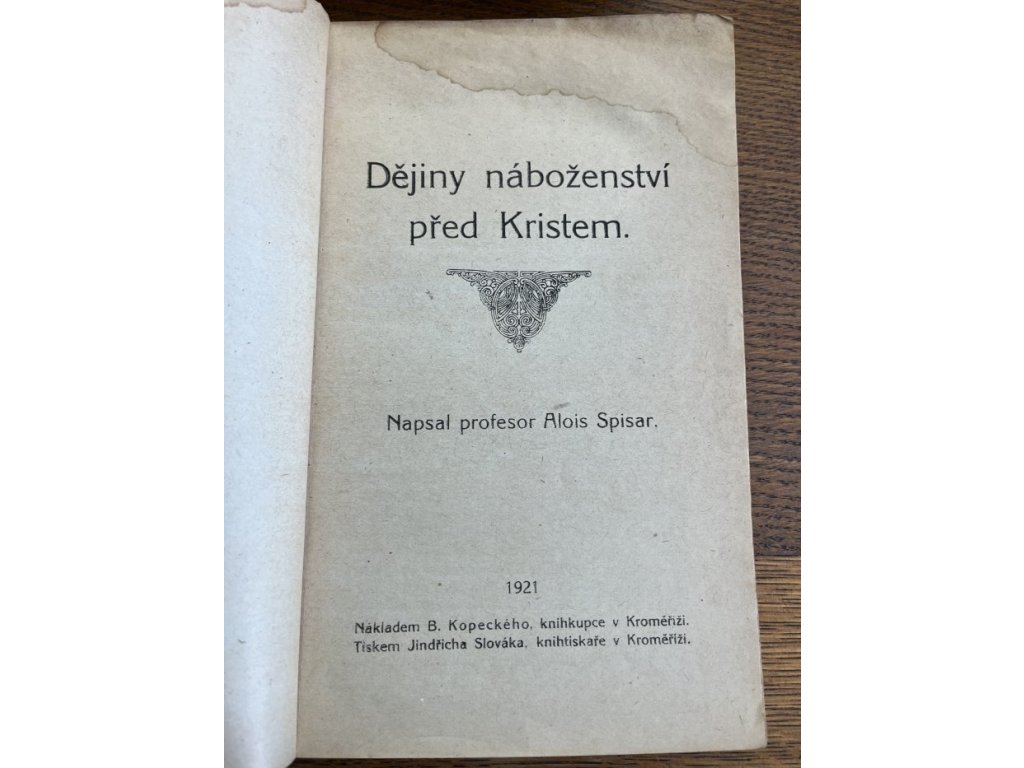 Dějiny náboženství
před Kristem.
Napsal profesor Alois Spisar.
1921
Nákladem B. Kopeckého, knihkupce v Kroměříži.
Tiskem Jindřicha Slováka, knihtiskaře v Kroměříži.